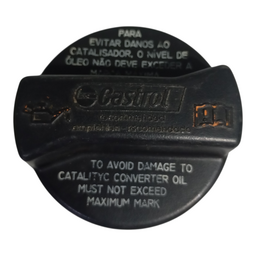 PARA
EVITAR DANOS AO
CATALISADOR. O NÍVEL DE
ÓLEO NÃO DEVE EXCEDER A
Castrol
TO AVOID DAMAGE TO
CATALITYC CONVERTER OIL
MUST NOT EXCEED
MAXIMUM MARK